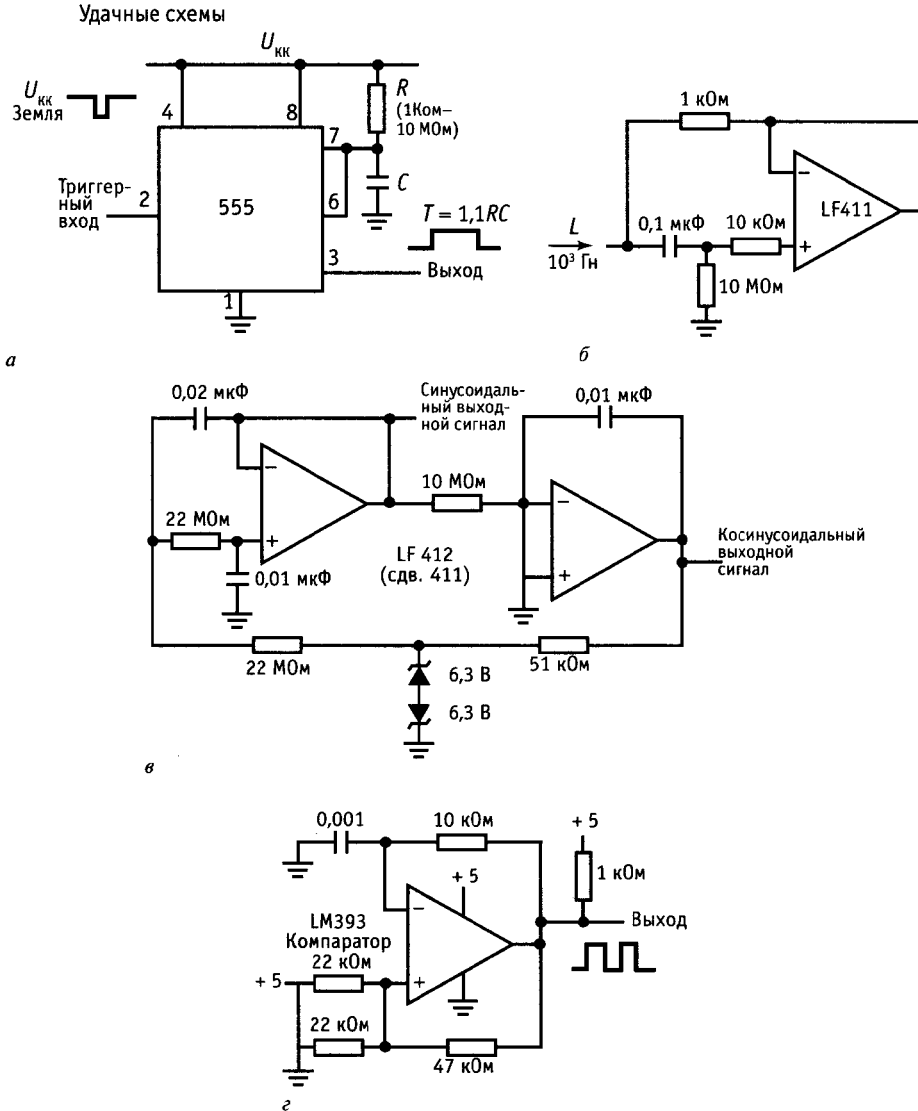 Удачные схемы
Uкк
Uкк
Земля
4
8
R
(1Ком–
10 МОм)
7
C
Триггер-
ный
вход
2
555
6
T = 1,1RC
3
Выход
1
а
1 кОм
−
LF411
L
10³ Гн
0,1 мкФ
10 кОм
+
10 МОм
б
0,02 мкФ
Синусоидаль-
ный выход-
ной сигнал
0,01 мкФ
−
10 МОм
−
22 МОм
+
LF 412
(сдв. 411)
0,01 мкФ
+
Косинусоидальный
выходной
сигнал
22 МОм
51 кОм
6,3 В
6,3 В
в
0,001
10 кОм
+ 5
+ 5
1 кОм
−
Выход
LM393
Компаратор
22 кОм
+ 5
+
22 кОм
47 кОм
г